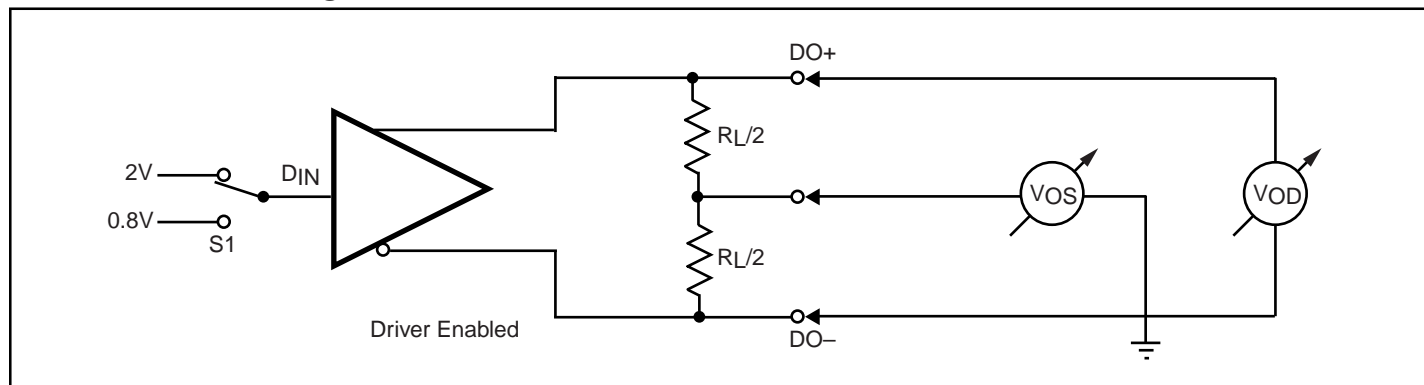 DO+
RL/2
2V
DIN
VOS
VOD
0.8V
S1
RL/2
Driver Enabled
DO–